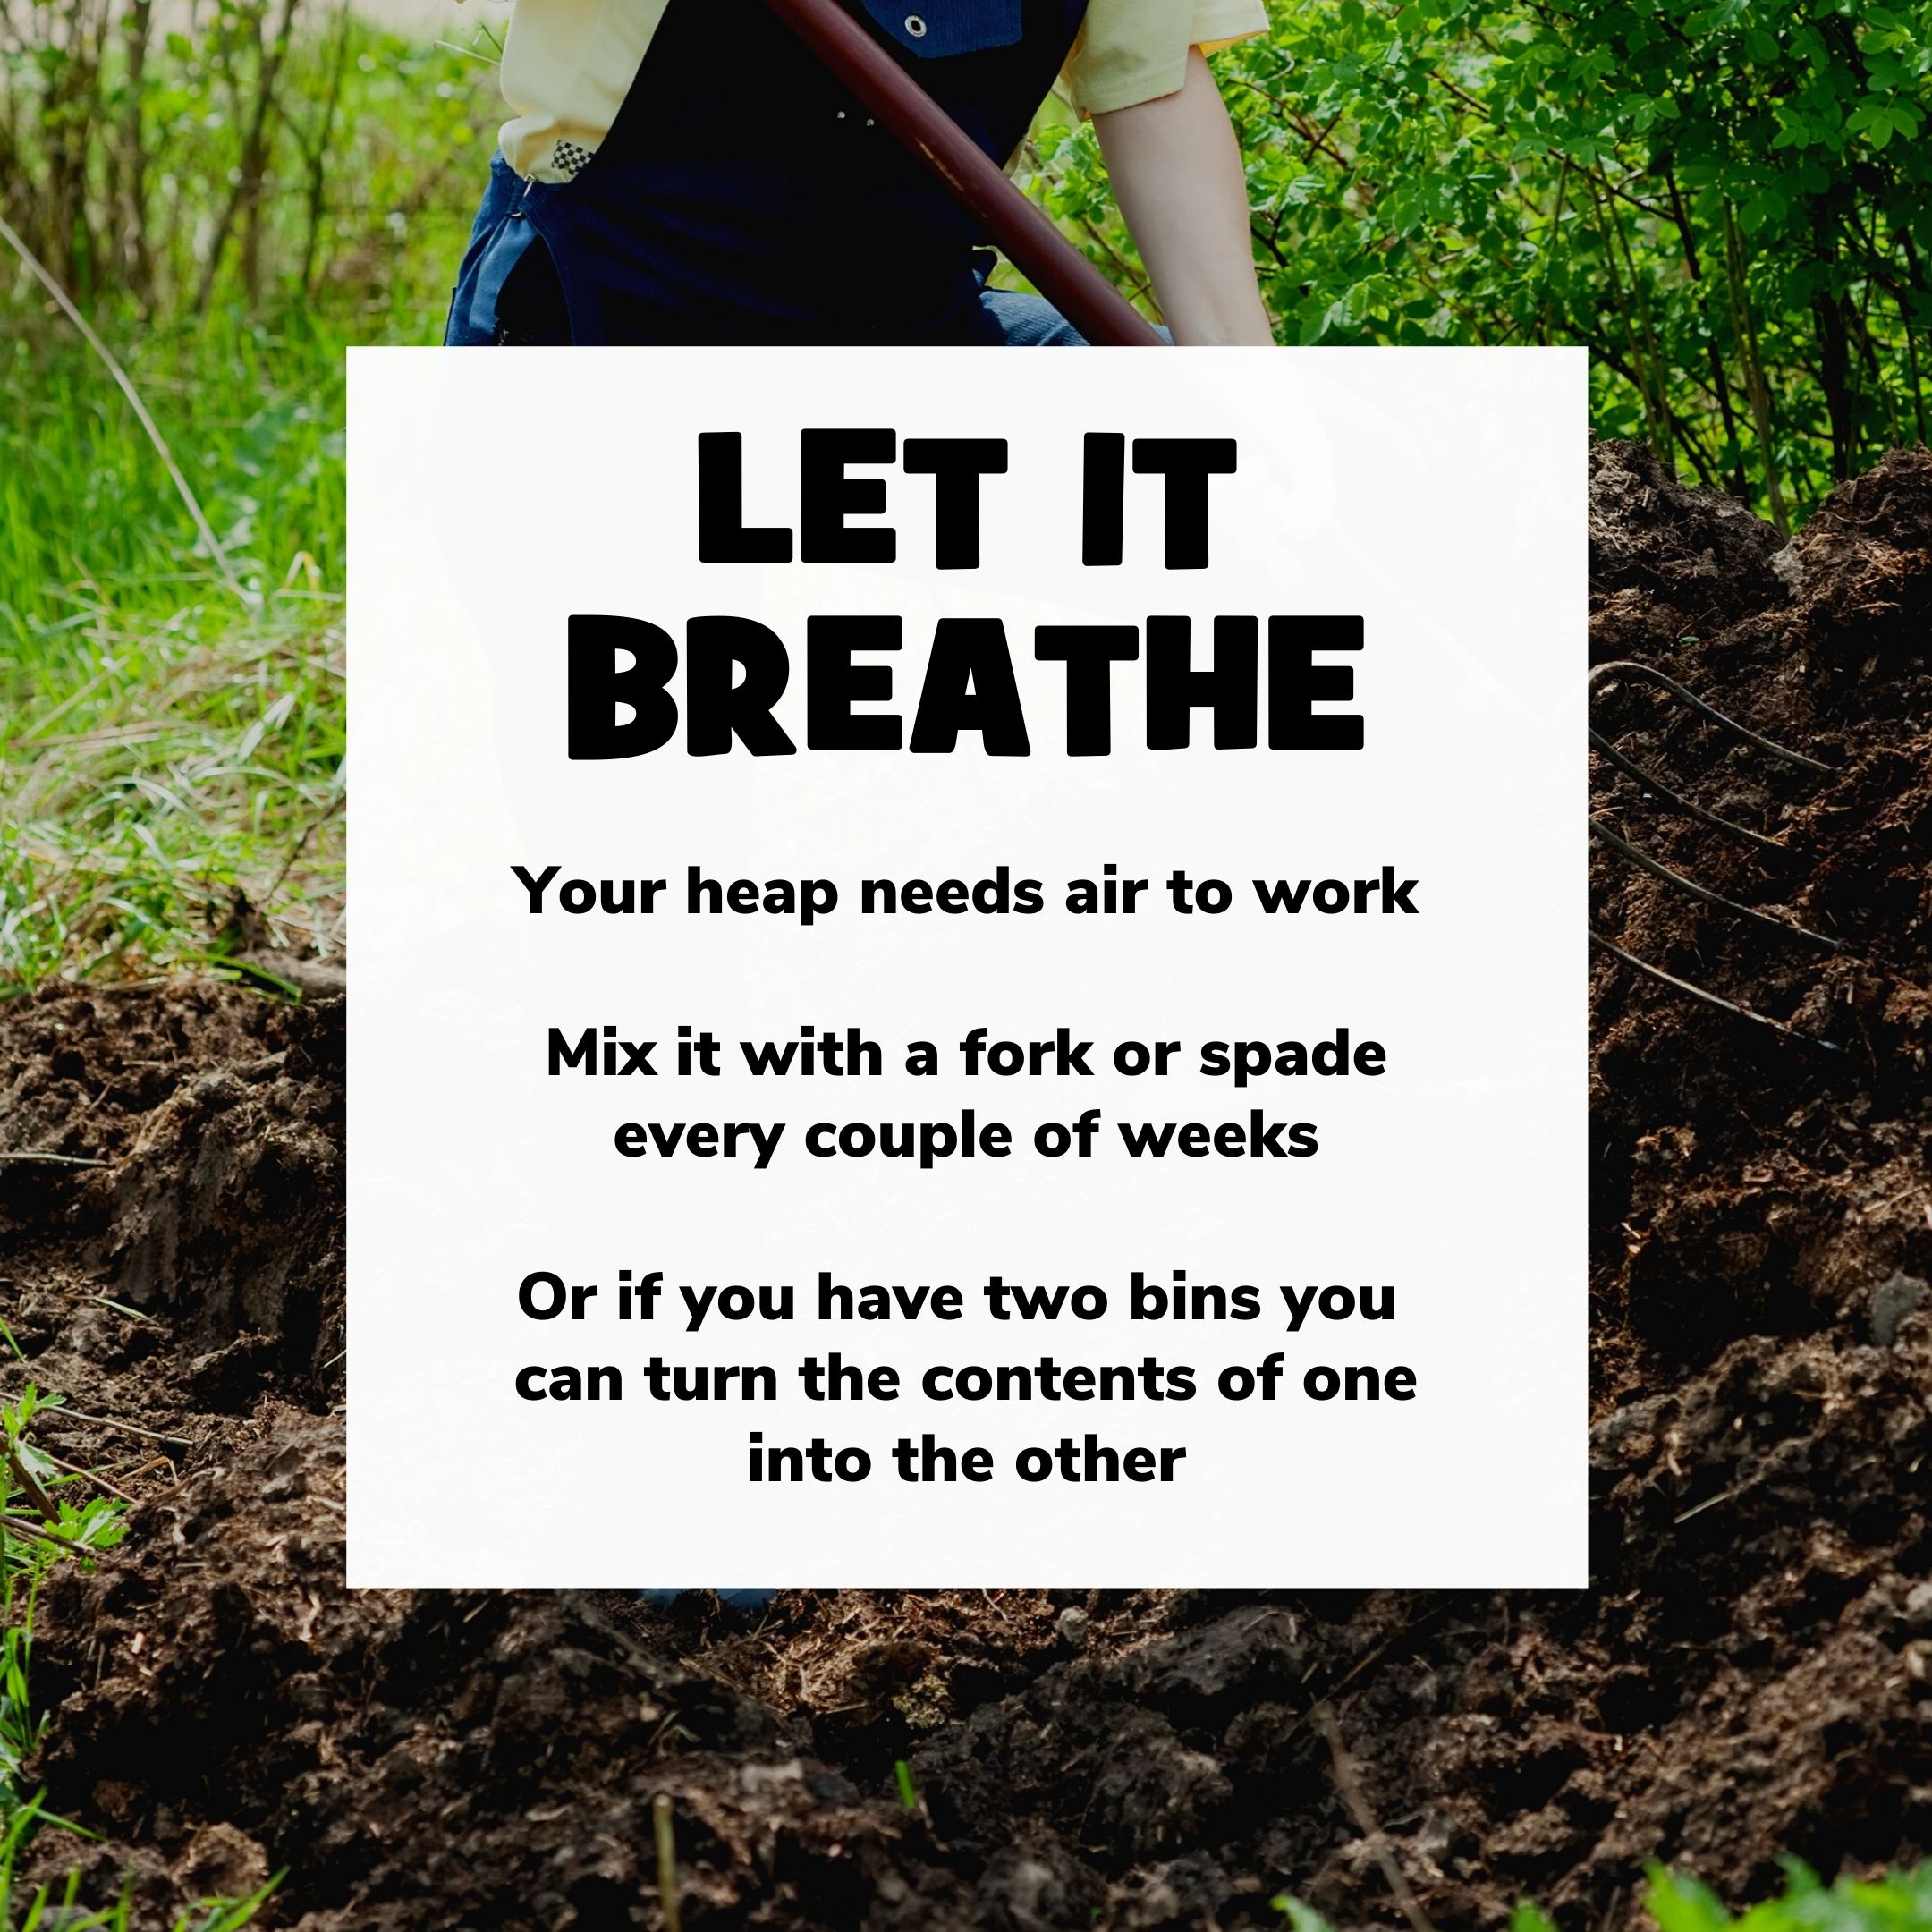 LET IT
BREATHE
Your heap needs air to work
Mix it with a fork or spade
every couple of weeks
Or if you have two bins you
can turn the contents of one
into the other